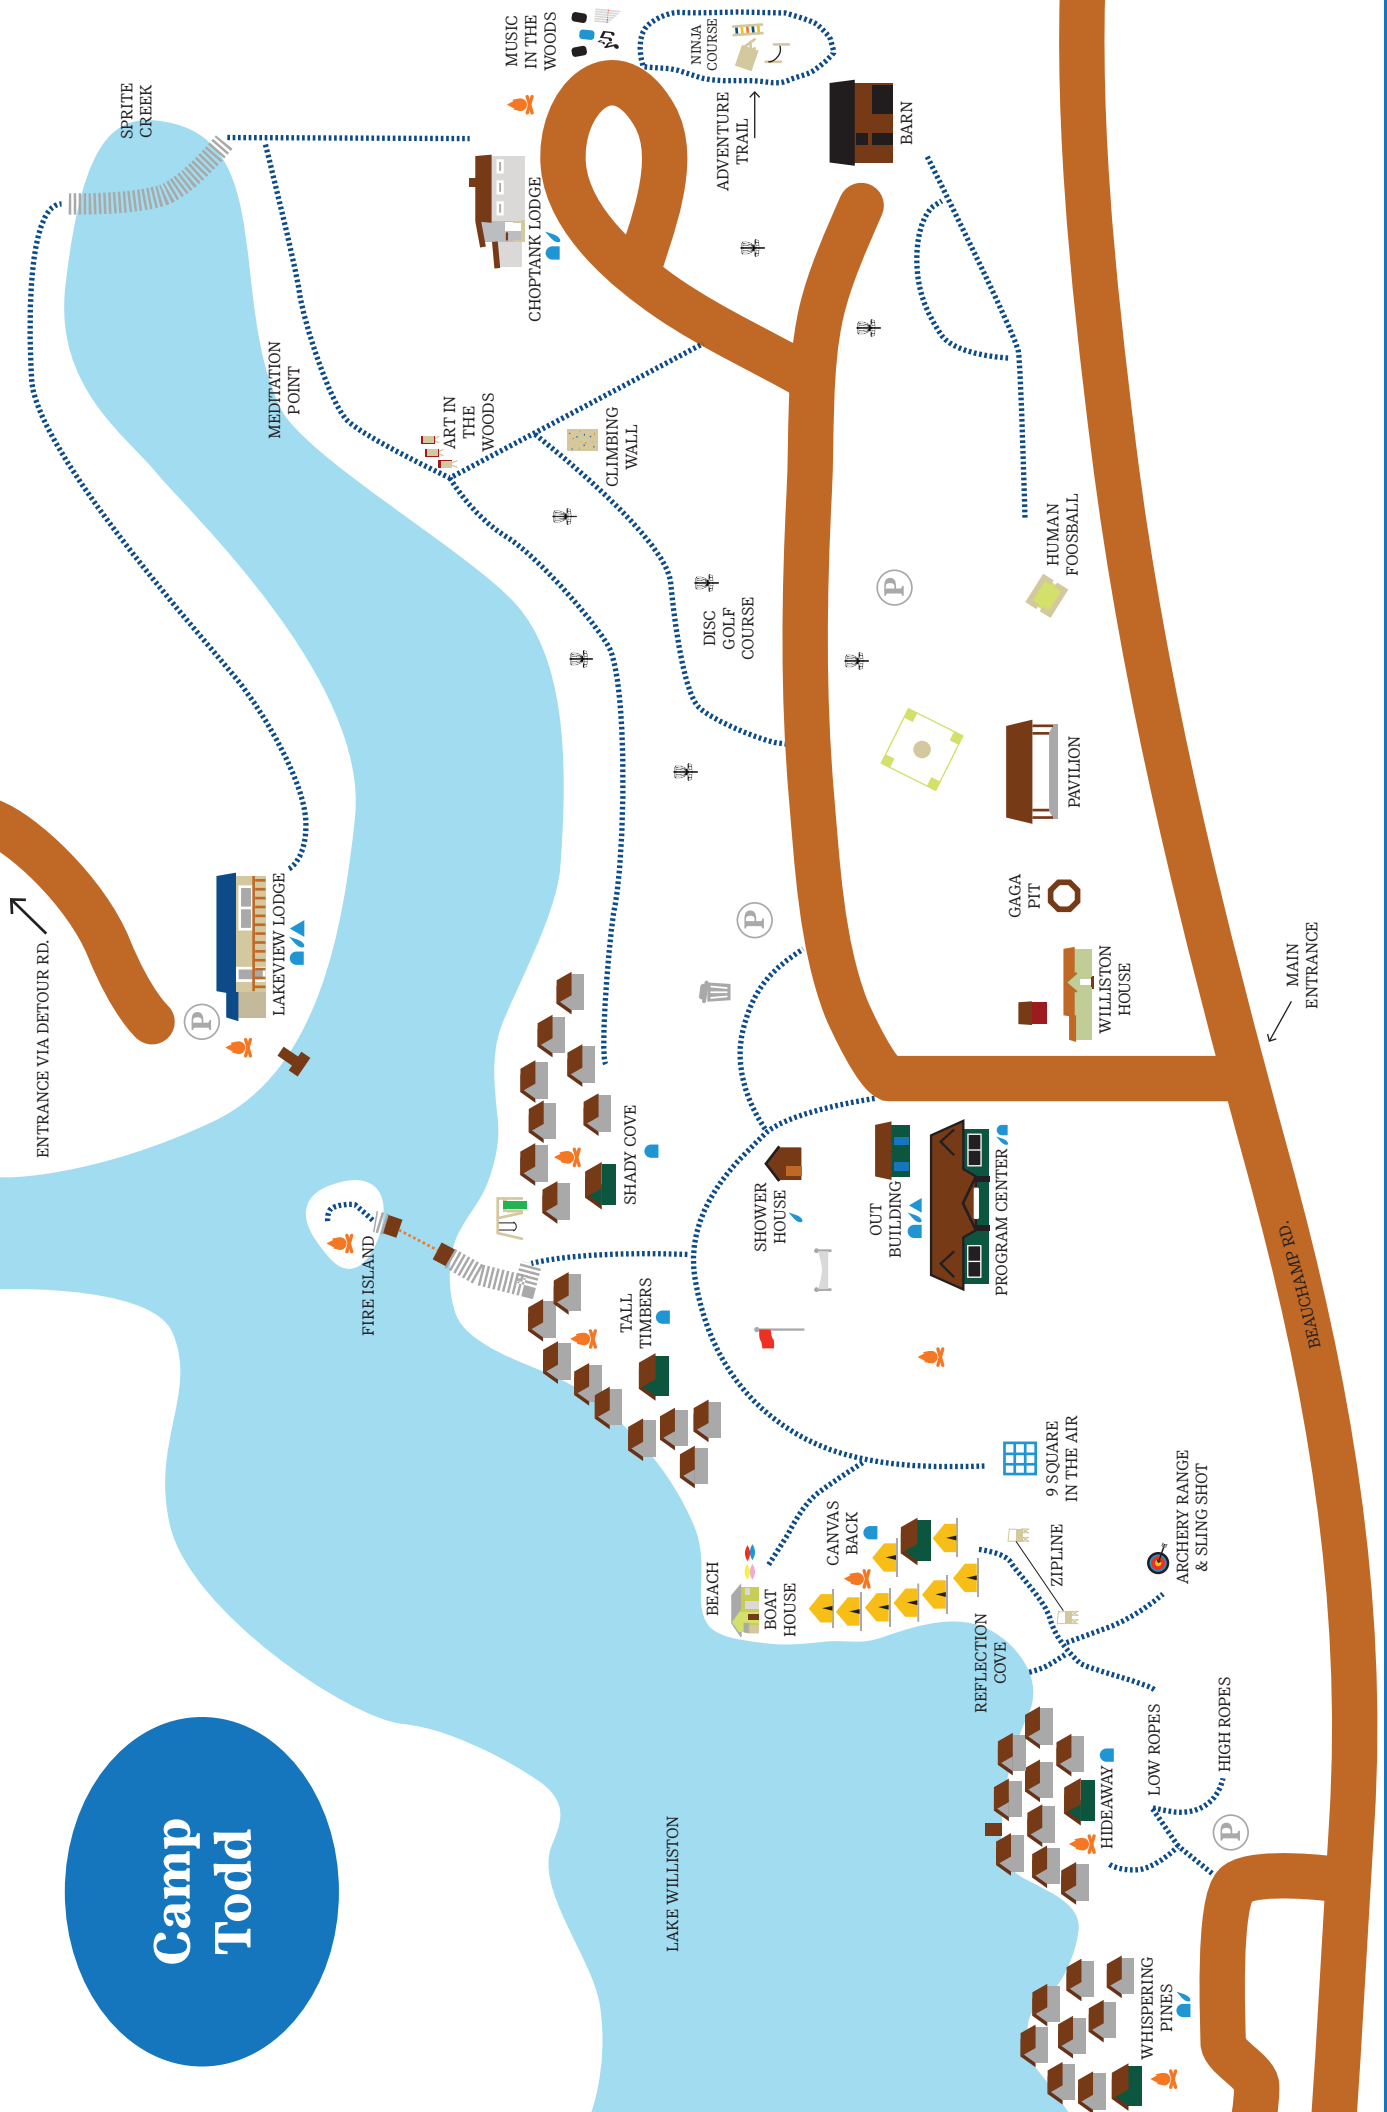 Camp
Todd
ENTRANCE VIA DETOUR RD.
P
LAKEVIEW LODGE
SPRITE
CREEK
MEDITATION
POINT
FIRE ISLAND
LAKE WILLISTON
MUSIC
IN THE
WOODS
CHOPTANK LODGE
NINJA
COURSE
ADVENTURE
TRAIL
BARN
ART IN
THE
WOODS
CLIMBING
WALL
DISC
GOLF
COURSE
P
HUMAN
FOOSBALL
PAVILION
GAGA
PIT
P
WILLISTON
HOUSE
MAIN
ENTRANCE
SHADY COVE
SHOWER
HOUSE
OUT
BUILDING
PROGRAM CENTER
BEAUCHAMP RD.
TALL
TIMBERS
9 SQUARE
IN THE AIR
BEACH
BOAT
HOUSE
CANVAS
BACK
ZIPLINE
ARCHERY RANGE
& SLING SHOT
REFLECTION
COVE
HIDEAWAY
LOW ROPES
HIGH ROPES
P
WHISPERING
PINES